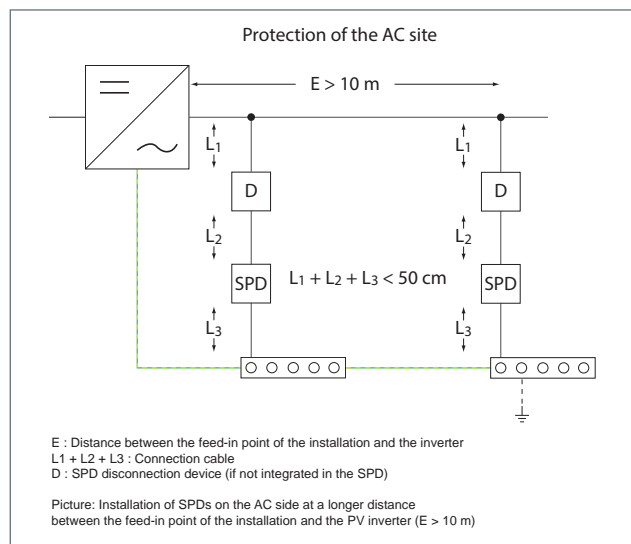 Protection of the AC site
E > 10 m
L1
L1
D
D
L2
L2
SPD
L1 + L2 + L3 < 50 cm
SPD
L3
L3
E : Distance between the feed-in point of the installation and the inverter
L1 + L2 + L3 : Connection cable
D : SPD disconnection device (if not integrated in the SPD)
Picture: Installation of SPDs on the AC side at a longer distance
between the feed-in point of the installation and the PV inverter (E > 10 m)